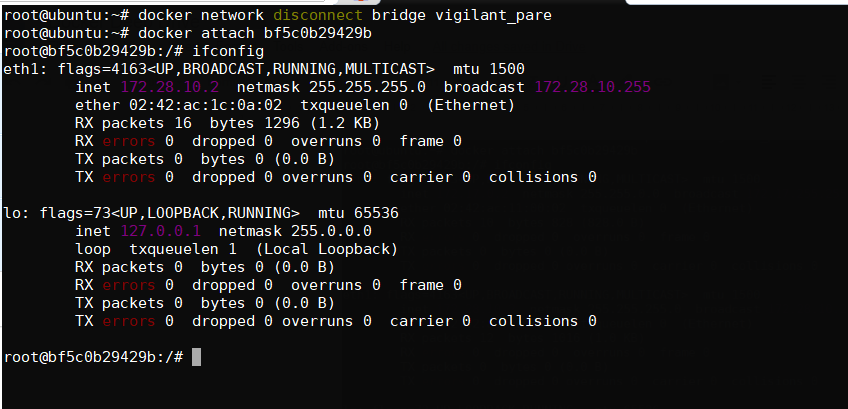 root@ubuntu:~# docker network disconnect bridge vigilant_pare
root@ubuntu:~# docker attach bf5c0b29429b
root@bf5c0b29429b:/# ifconfig
eth1: flags=4163<UP,BROADCAST,RUNNING,MULTICAST>  mtu 1500
        inet 172.28.10.2  netmask 255.255.255.0  broadcast 172.28.10.255
        ether 02:42:ac:1c:0a:02  txqueuelen 0  (Ethernet)
        RX packets 16  bytes 1296 (1.2 KB)
        RX errors 0  dropped 0  overruns 0  frame 0
        TX packets 0  bytes 0 (0.0 B)
        TX errors 0  dropped 0 overruns 0  carrier 0  collisions 0

lo: flags=73<UP,LOOPBACK,RUNNING>  mtu 65536
        inet 127.0.0.1  netmask 255.0.0.0
        loop  txqueuelen 1  (Local Loopback)
        RX packets 0  bytes 0 (0.0 B)
        RX errors 0  dropped 0  overruns 0  frame 0
        TX packets 0  bytes 0 (0.0 B)
        TX errors 0  dropped 0 overruns 0  carrier 0  collisions 0

root@bf5c0b29429b:/#